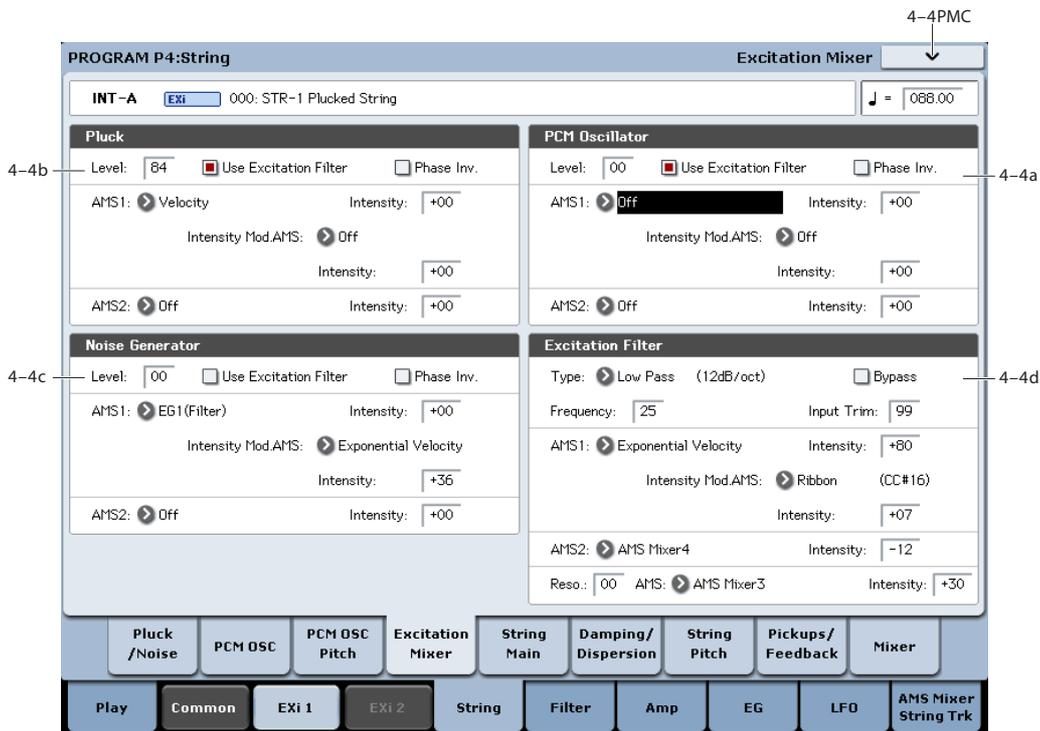 4-4PMC
PROGRAM P4:String Excitation Mixer
INT-A EXi 000: STR-1 Plucked String ♩ = 088.00
Pluck
4-4b
Level: 84 Use Excitation Filter Phase Inv.
AMS1: Velocity Intensity: +00
Intensity Mod.AMS: Off
Intensity: +00
AMS2: Off Intensity: +00
PCM Oscillator
Level: 00 Use Excitation Filter Phase Inv.
4-4a
AMS1: Off Intensity: +00
Intensity Mod.AMS: Off
Intensity: +00
AMS2: Off Intensity: +00
Noise Generator
4-4c
Level: 00 Use Excitation Filter Phase Inv.
AMS1: EG1(Filter) Intensity: +00
Intensity Mod.AMS: Exponential Velocity
Intensity: +36
AMS2: Off Intensity: +00
Excitation Filter
Type: Low Pass (12dB/oct) Bypass
4-4d
Frequency: 25 Input Trim: 99
AMS1: Exponential Velocity Intensity: +80
Intensity Mod.AMS: Ribbon (CC#16)
Intensity: +07
AMS2: AMS Mixer4 Intensity: -12
Reso.: 00 AMS: AMS Mixer3 Intensity: +30
Pluck
/Noise
PCM OSC
PCM OSC
Pitch
Excitation
Mixer
String
Main
Damping/
Dispersion
String
Pitch
Pickups/
Feedback
Mixer
Play
Common
EXi 1
EXi 2
String
Filter
Amp
EG
LFO
AMS Mixer
String Trk